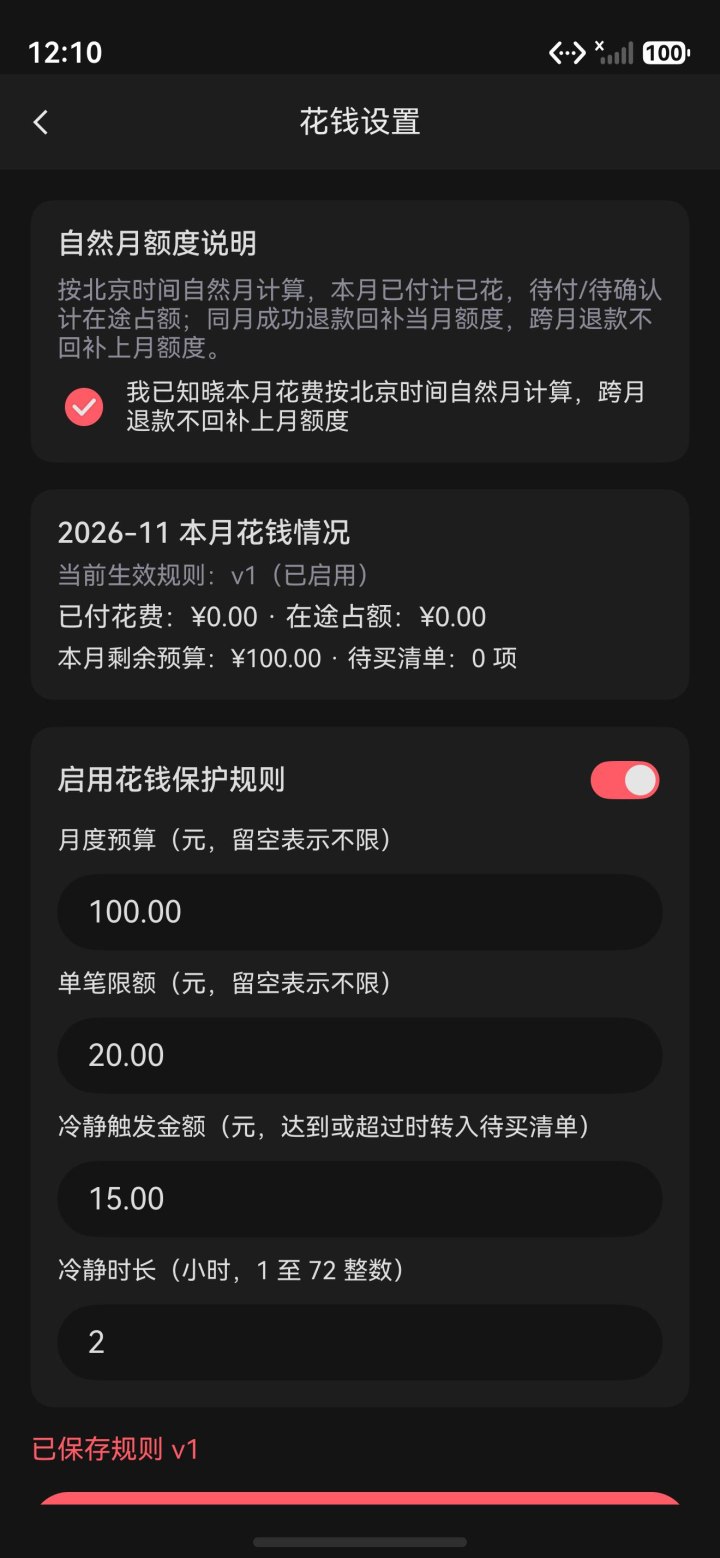 12:10
100
花钱设置
自然月额度说明
按北京时间自然月计算，本月已付计已花，待付/待确认
计在途占额；同月成功退款回补当月额度，跨月退款不
回补上月额度。
我已知晓本月花费按北京时间自然月计算，跨月
退款不回补上月额度
2026-11 本月花钱情况
当前生效规则：v1（已启用）
已付花费：¥0.00 · 在途占额：¥0.00
本月剩余预算：¥100.00 · 待买清单：0 项
启用花钱保护规则
月度预算（元，留空表示不限）
100.00
单笔限额（元，留空表示不限）
20.00
冷静触发金额（元，达到或超过时转入待买清单）
15.00
冷静时长（小时，1 至 72 整数）
2
已保存规则 v1